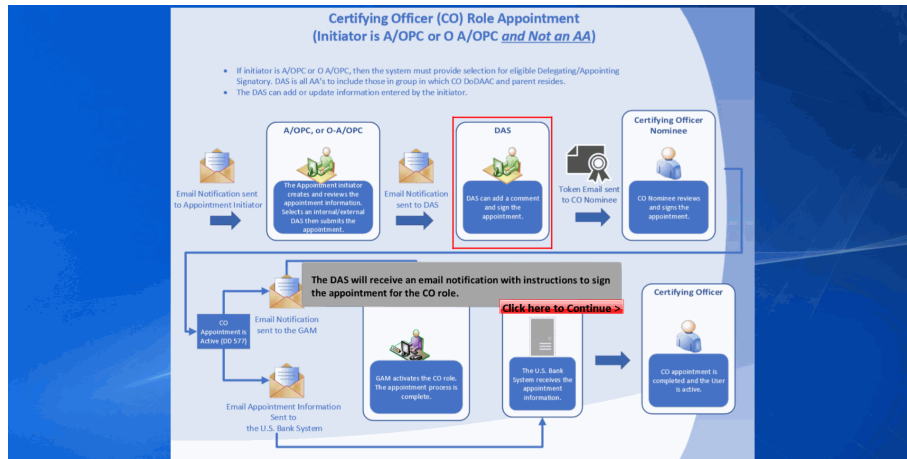 Certifying Officer (CO) Role Appointment
(Initiator is A/OPC or O A/OPC and Not an AA)
• If initiator is A/OPC or O A/OPC, then the system must provide selection for eligible Delegating/Appointing
Signatory. DAS is all AA's to include those in group in which CO DoDAAC and parent resides.
• The DAS can add or update information entered by the initiator.
Email Notification sent
to Appointment Initiator
A/OPC, or O-A/OPC
The Appointment initiator
creates and reviews the
appointment information.
Selects an internal/external
DAS then submits the
appointment.
Email Notification
sent to DAS
DAS
DAS can add a comment
and sign the
appointment.
Token Email sent
to CO Nominee
Certifying Officer
Nominee
CO Nominee reviews
and signs the
appointment.
The DAS will receive an email notification with instructions to sign
the appointment for the CO role.
Click here to Continue >
CO
Appointment is
Active (DD 577)
Email Notification
sent to the GAM
GAM activates the CO role.
The appointment process is
complete.
Email Appointment Information
Sent to
the U.S. Bank System
The U.S. Bank
System receives the
appointment
information.
Certifying Officer
CO appointment is
completed and the User
is active.